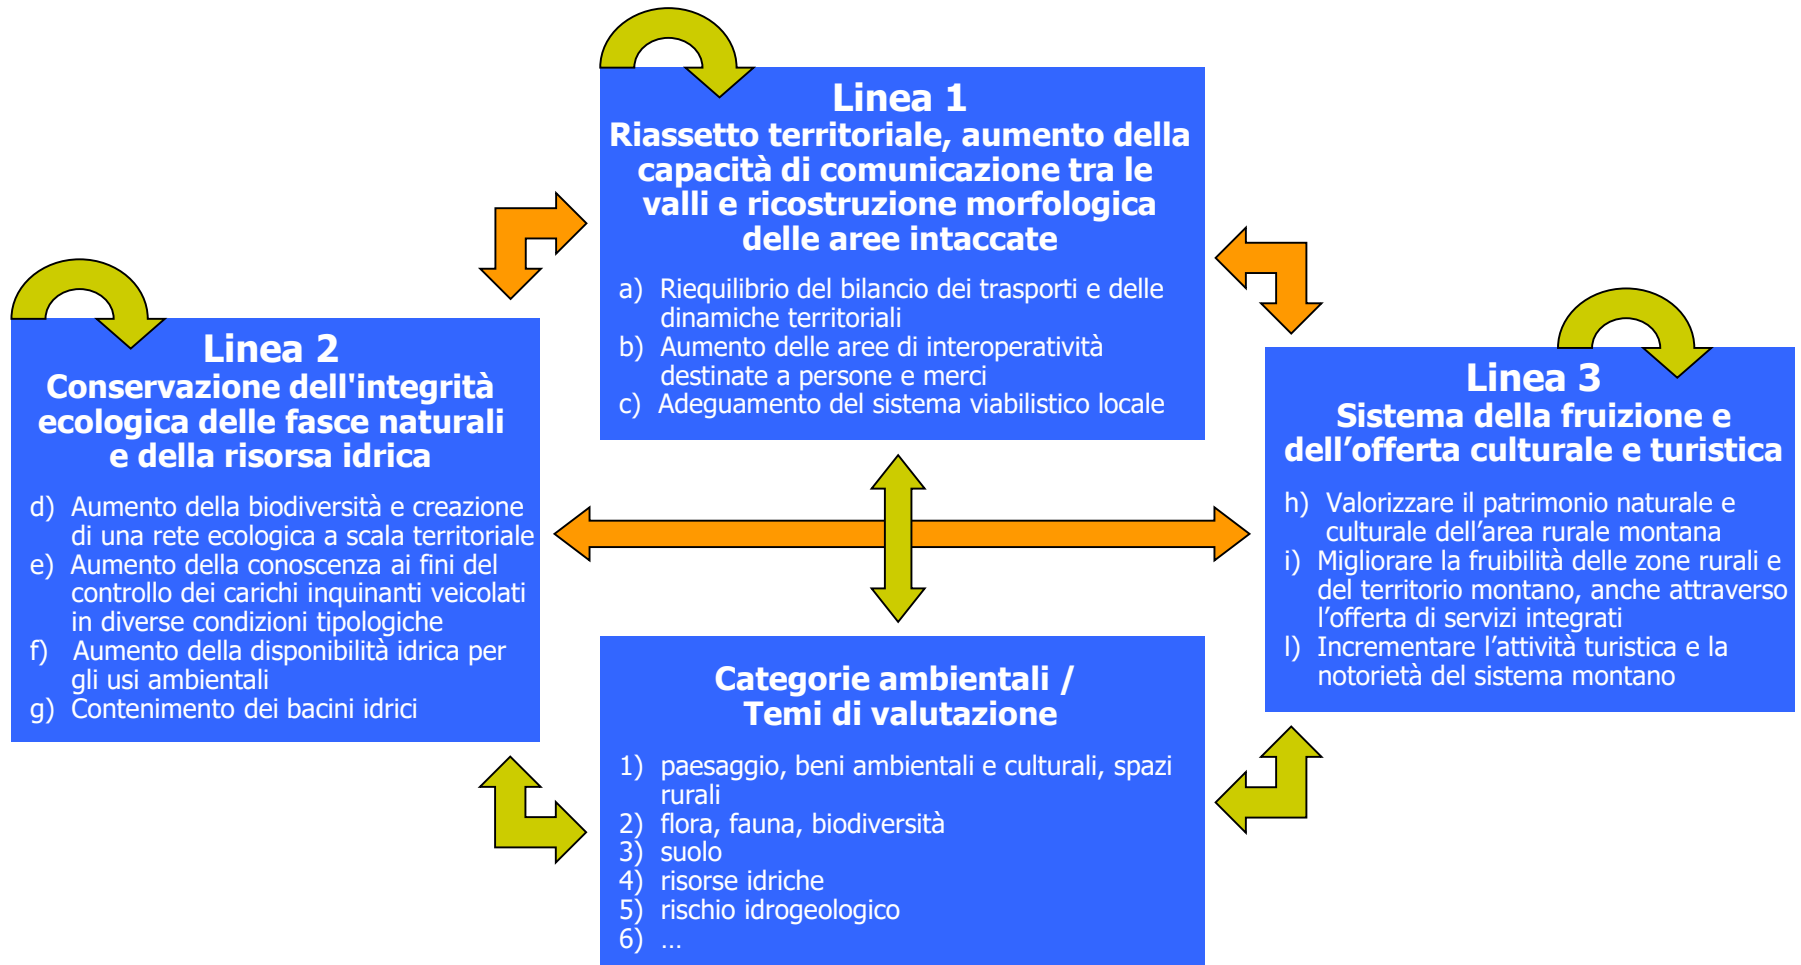 Linea 1
Riassetto territoriale, aumento della
capacità di comunicazione tra le
valli e ricostruzione morfologica
delle aree intaccate
a) Riequilibrio del bilancio dei trasporti e delle
dinamiche territoriali
b) Aumento delle aree di interoperatività
destinate a persone e merci
c) Adeguamento del sistema viabilistico locale
Linea 2
Conservazione dell'integrità
ecologica delle fasce naturali
e della risorsa idrica
d) Aumento della biodiversità e creazione
di una rete ecologica a scala territoriale
e) Aumento della conoscenza ai fini del
controllo dei carichi inquinanti veicolati
in diverse condizioni tipologiche
f) Aumento della disponibilità idrica per
gli usi ambientali
g) Contenimento dei bacini idrici
Linea 3
Sistema della fruizione e
dell’offerta culturale e turistica
h) Valorizzare il patrimonio naturale e
culturale dell’area rurale montana
i) Migliorare la fruibilità delle zone rurali e
del territorio montano, anche attraverso
l’offerta di servizi integrati
l) Incrementare l’attività turistica e la
notorietà del sistema montano
Categorie ambientali /
Temi di valutazione
1) paesaggio, beni ambientali e culturali, spazi
rurali
2) flora, fauna, biodiversità
3) suolo
4) risorse idriche
5) rischio idrogeologico
6) …